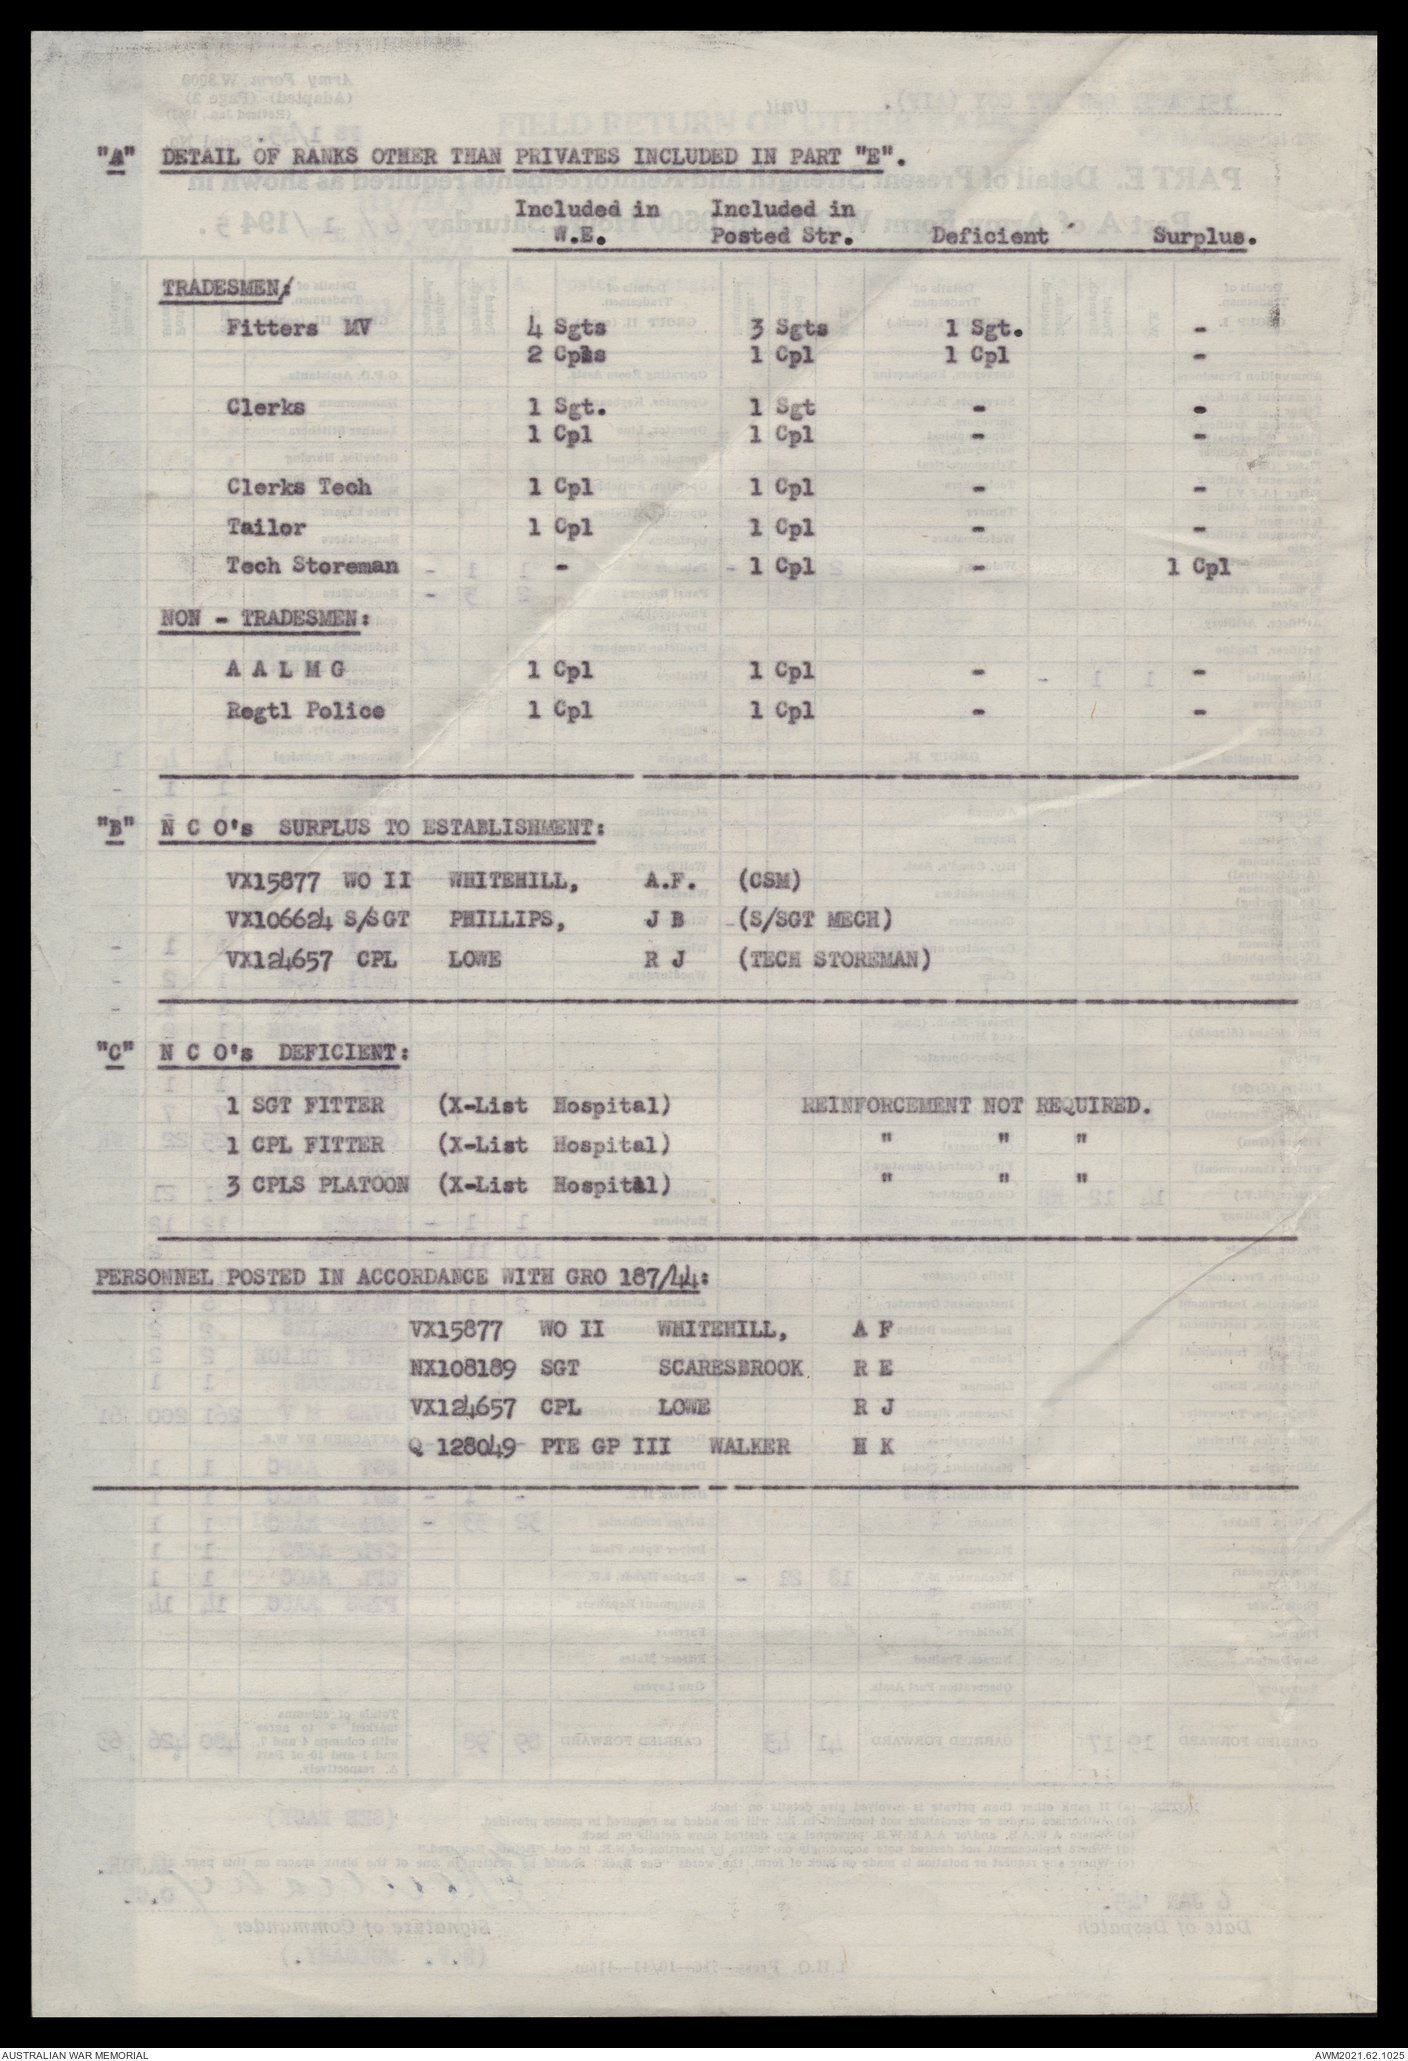 "A" DETAIL OF RANKS OTHER THAN PRIVATES INCLUDED IN PART "E".
Included in Included in
W.E. Posted Str. Deficient Surplus.
TRADESMEN:
Fitters MV 4 Sgts 3 Sgts 1 Sgt. -
2 Cpls 1 Cpl 1 Cpl -
Clerks 1 Sgt. 1 Sgt - -
1 Cpl 1 Cpl - -
Clerks Tech 1 Cpl 1 Cpl - -
Tailor 1 Cpl 1 Cpl - -
Tech Storeman - 1 Cpl - 1 Cpl
NON - TRADESMEN:
A A L M G 1 Cpl 1 Cpl - -
Regtl Police 1 Cpl 1 Cpl - -
"B" N C O's SURPLUS TO ESTABLISHMENT:
VX15877 WO II WHITEHILL, A.F. (CSM)
VX106624 S/SGT PHILLIPS, J B (S/SGT MECH)
VX124657 CPL LOWE R J (TECH STOREMAN)
"C" N C O's DEFICIENT:
1 SGT FITTER (X-List Hospital) REINFORCEMENT NOT REQUIRED.
1 CPL FITTER (X-List Hospital) " " "
3 CPLS PLATOON (X-List Hospital) " " "
PERSONNEL POSTED IN ACCORDANCE WITH GRO 187/44:
VX15877 WO II WHITEHILL, A F
NX108189 SGT SCARESBROOK R E
VX124657 CPL LOWE R J
Q 128049 PTE GP III WALKER H K
AUSTRALIAN WAR MEMORIAL AWM2021.62.1025